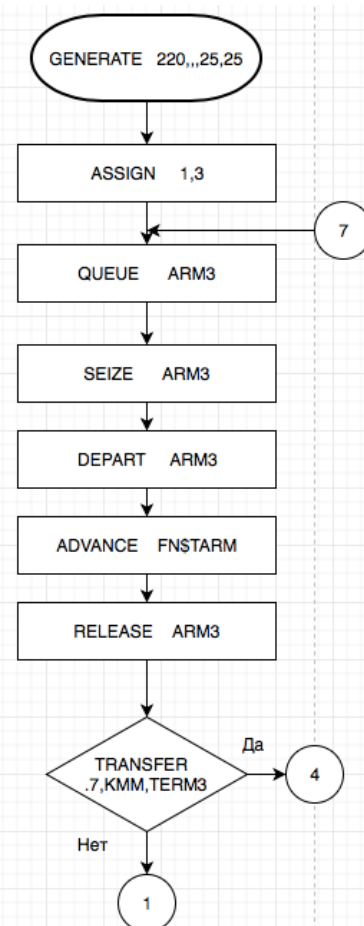 GENERATE 220,,,25,25
ASSIGN 1,3
7
QUEUE ARM3
SEIZE ARM3
DEPART ARM3
ADVANCE FN$TARM
RELEASE ARM3
TRANSFER
.7,KMM,TERM3
Да
4
Нет
1